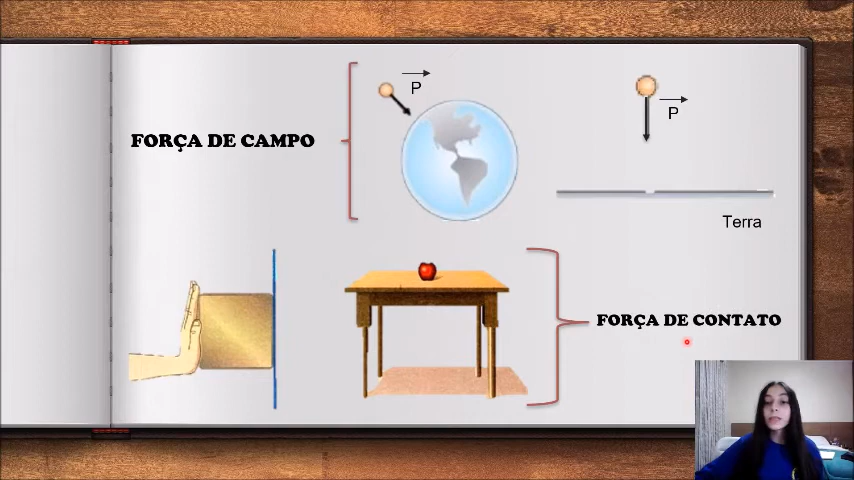 P
P
FORÇA DE CAMPO
Terra
FORÇA DE CONTATO